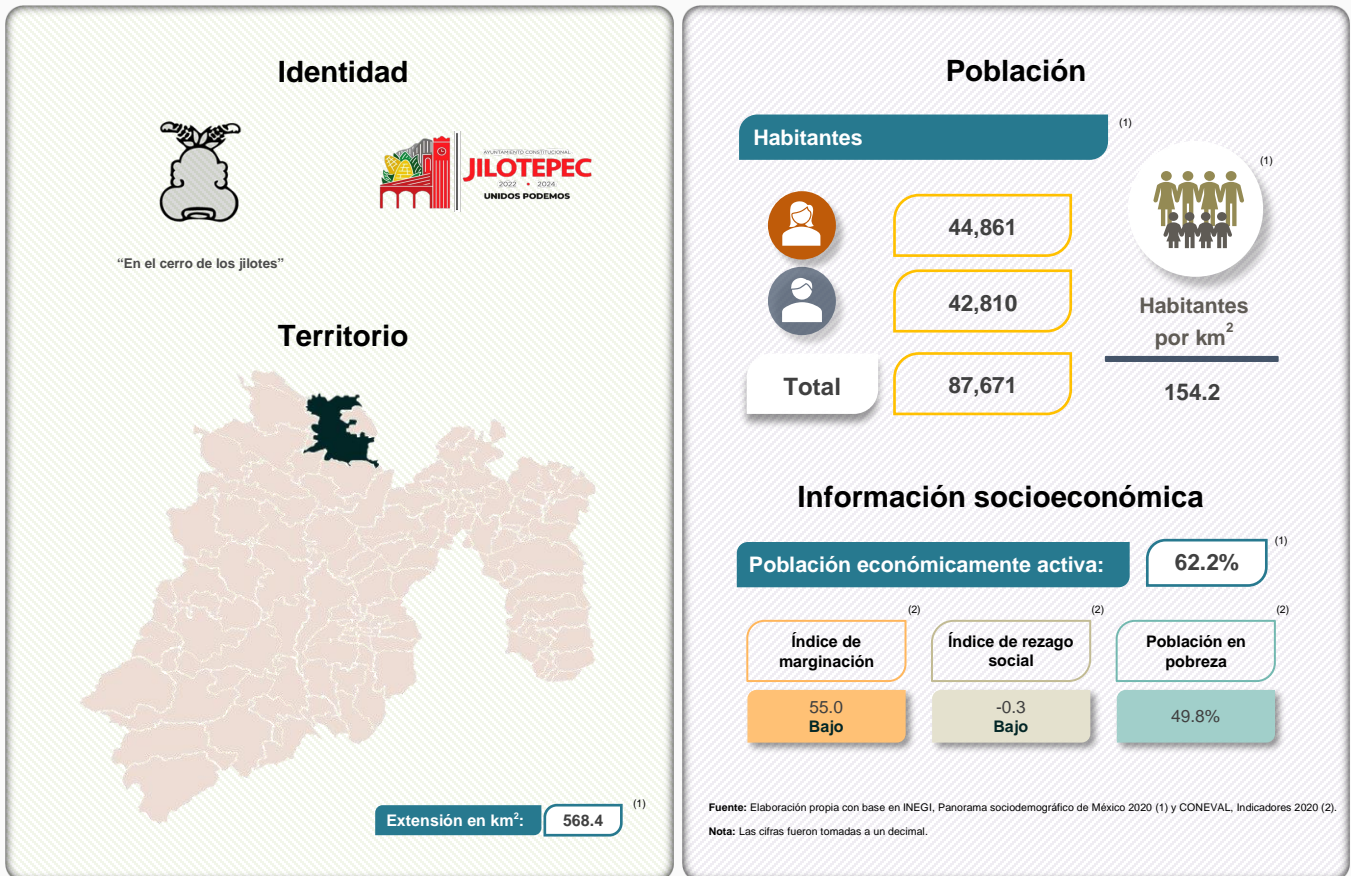 Identidad
AYUNTAMIENTO CONSTITUCIONAL
JILOTEPEC
2022 • 2024
UNIDOS PODEMOS
“En el cerro de los jilotes”
Territorio
Extensión en km²:
568.4
(1)
Población
Habitantes
(1)
(1)
44,861
42,810
Total
87,671
Habitantes
por km²
154.2
Información socioeconómica
Población económicamente activa:
62.2%
(1)
(2)
Índice de
marginación
55.0
Bajo
(2)
Índice de rezago
social
-0.3
Bajo
(2)
Población en
pobreza
49.8%
Fuente: Elaboración propia con base en INEGI, Panorama sociodemográfico de México 2020 (1) y CONEVAL, Indicadores 2020 (2).
Nota: Las cifras fueron tomadas a un decimal.